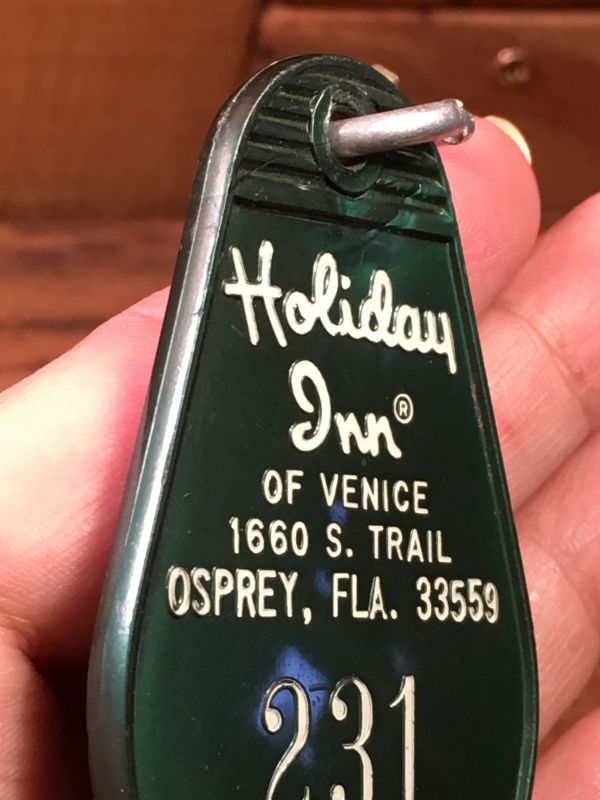 Holiday
Inn®
OF VENICE
1660 S. TRAIL
OSPREY, FLA. 33559
231